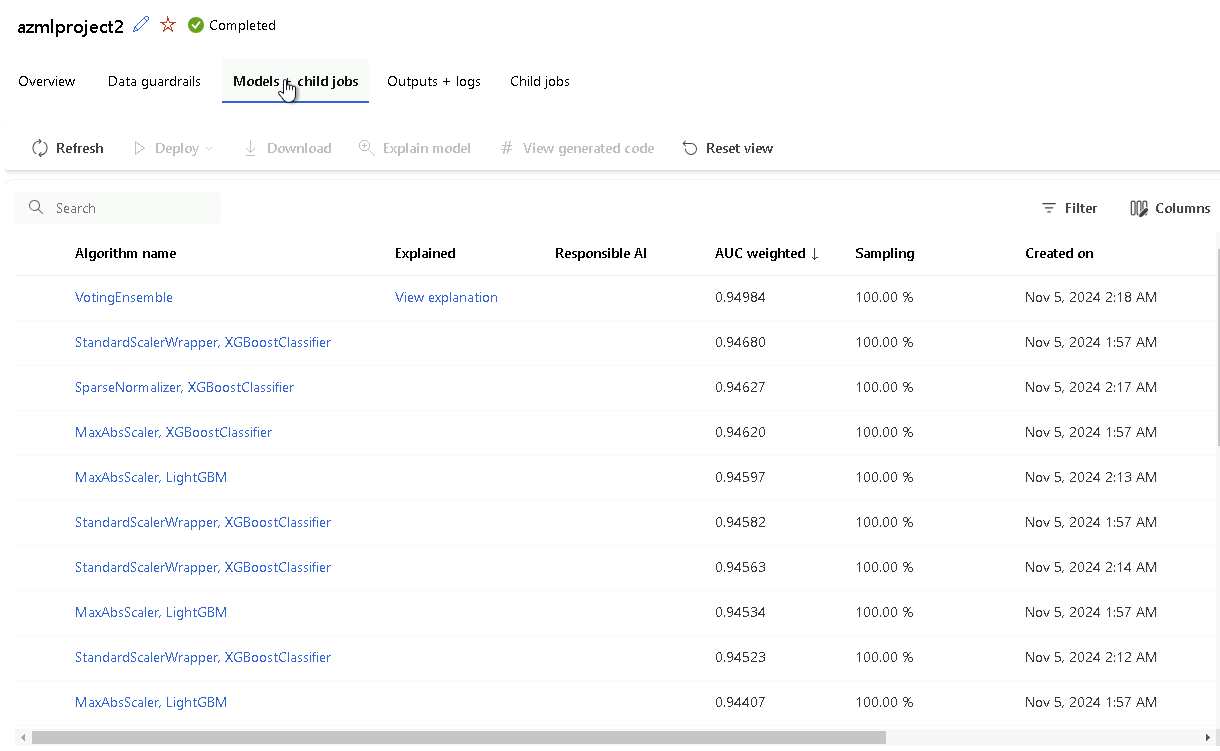 azmlproject2 Completed
Overview Data guardrails Models + child jobs Outputs + logs Child jobs
Refresh Deploy Download Explain model # View generated code Reset view
Search Filter Columns
Algorithm name Explained Responsible AI AUC weighted ↓ Sampling Created on
VotingEnsemble View explanation 0.94984 100.00 % Nov 5, 2024 2:18 AM
StandardScalerWrapper, XGBoostClassifier 0.94680 100.00 % Nov 5, 2024 1:57 AM
SparseNormalizer, XGBoostClassifier 0.94627 100.00 % Nov 5, 2024 2:17 AM
MaxAbsScaler, XGBoostClassifier 0.94620 100.00 % Nov 5, 2024 1:57 AM
MaxAbsScaler, LightGBM 0.94597 100.00 % Nov 5, 2024 2:13 AM
StandardScalerWrapper, XGBoostClassifier 0.94582 100.00 % Nov 5, 2024 1:57 AM
StandardScalerWrapper, XGBoostClassifier 0.94563 100.00 % Nov 5, 2024 2:14 AM
MaxAbsScaler, LightGBM 0.94534 100.00 % Nov 5, 2024 1:57 AM
StandardScalerWrapper, XGBoostClassifier 0.94523 100.00 % Nov 5, 2024 2:12 AM
MaxAbsScaler, LightGBM 0.94407 100.00 % Nov 5, 2024 1:57 AM